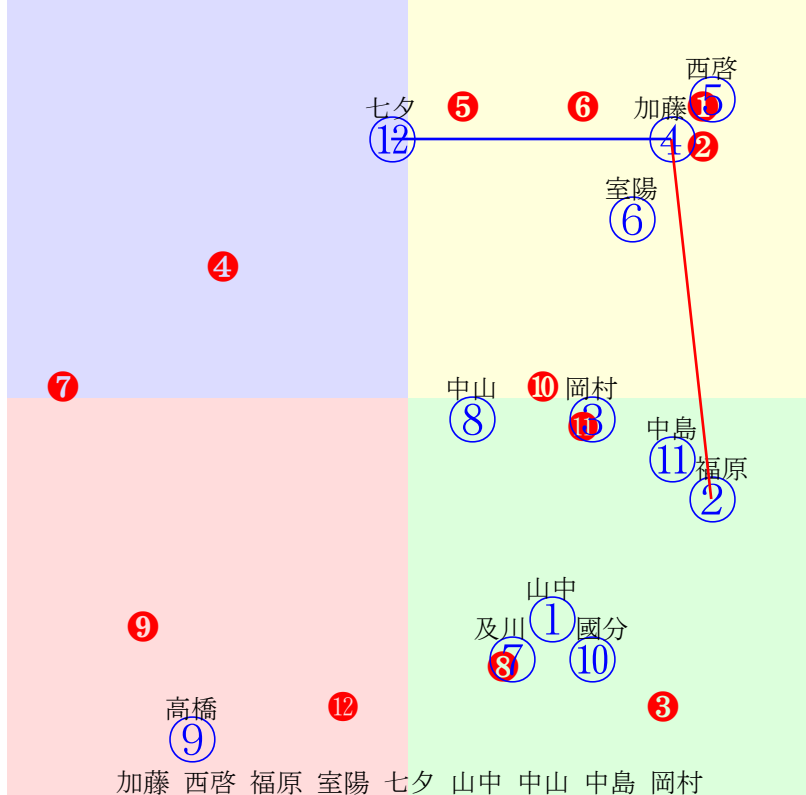 西啓
⑤
❶
七夕
⑫
❺
❻
加藤
④
❷
室陽
⑥
❹
❼
中山
⑧
❿
岡村
③
⓫
中島
⑪
福原
②
山中
①
❾
及川
⑦
❽
國分
⑩
高橋
⑨
⓬
❸
加藤 西啓 福原 室陽 七夕 山中 中山 中島 岡村